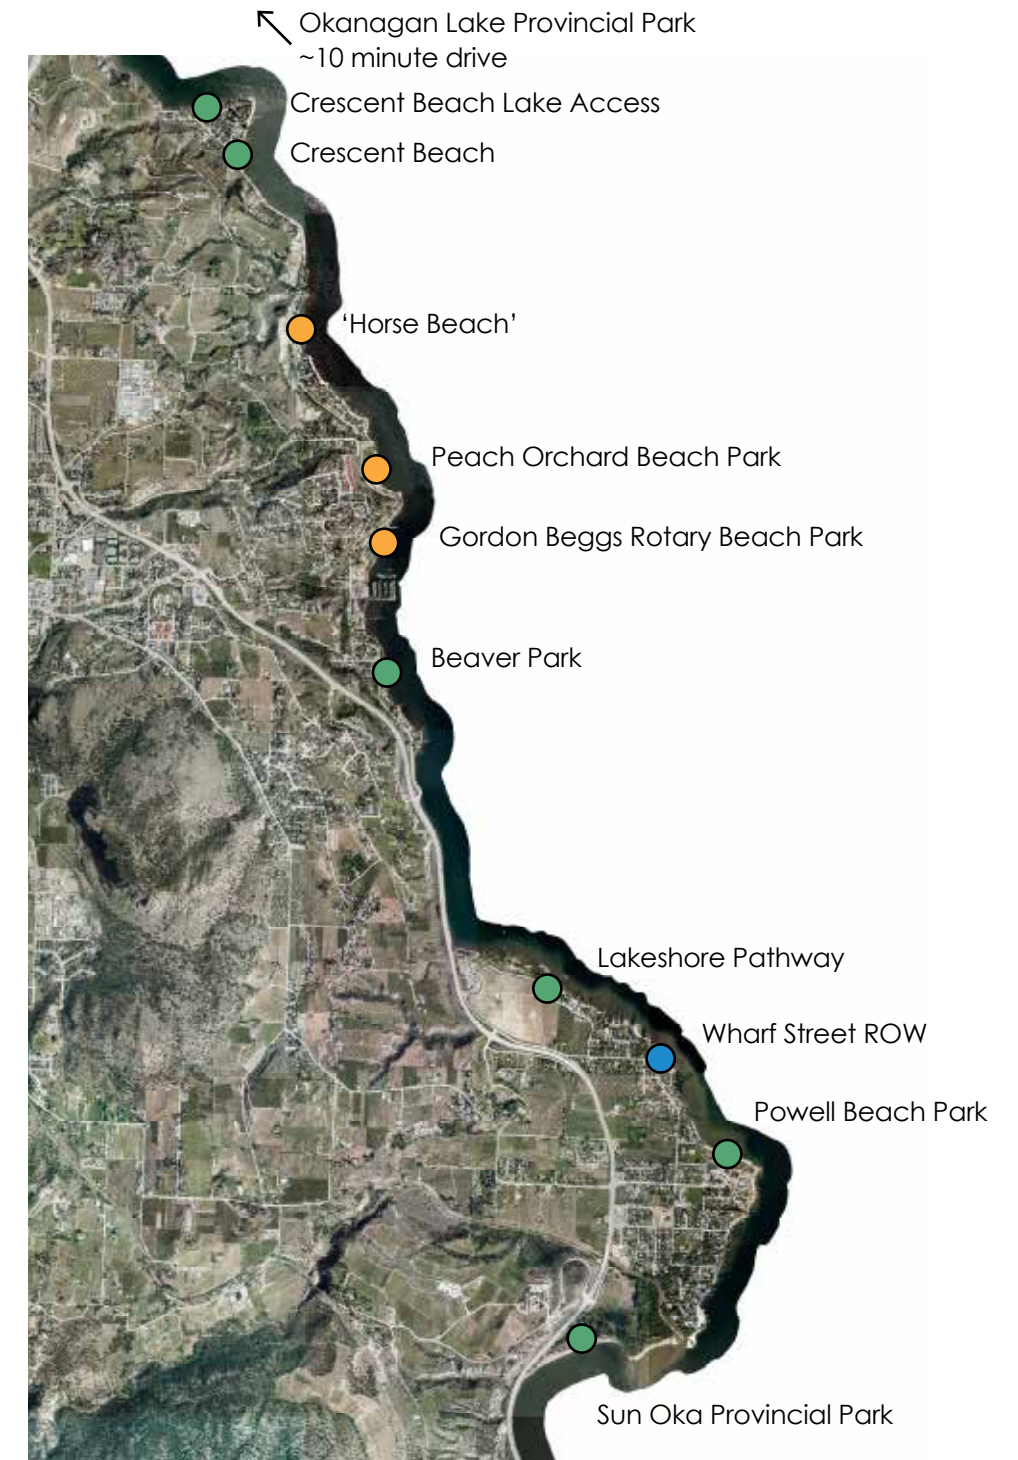 Okanagan Lake Provincial Park
~10 minute drive
Crescent Beach Lake Access
Crescent Beach
‘Horse Beach’
Peach Orchard Beach Park
Gordon Beggs Rotary Beach Park
Beaver Park
Lakeshore Pathway
Wharf Street ROW
Powell Beach Park
Sun Oka Provincial Park